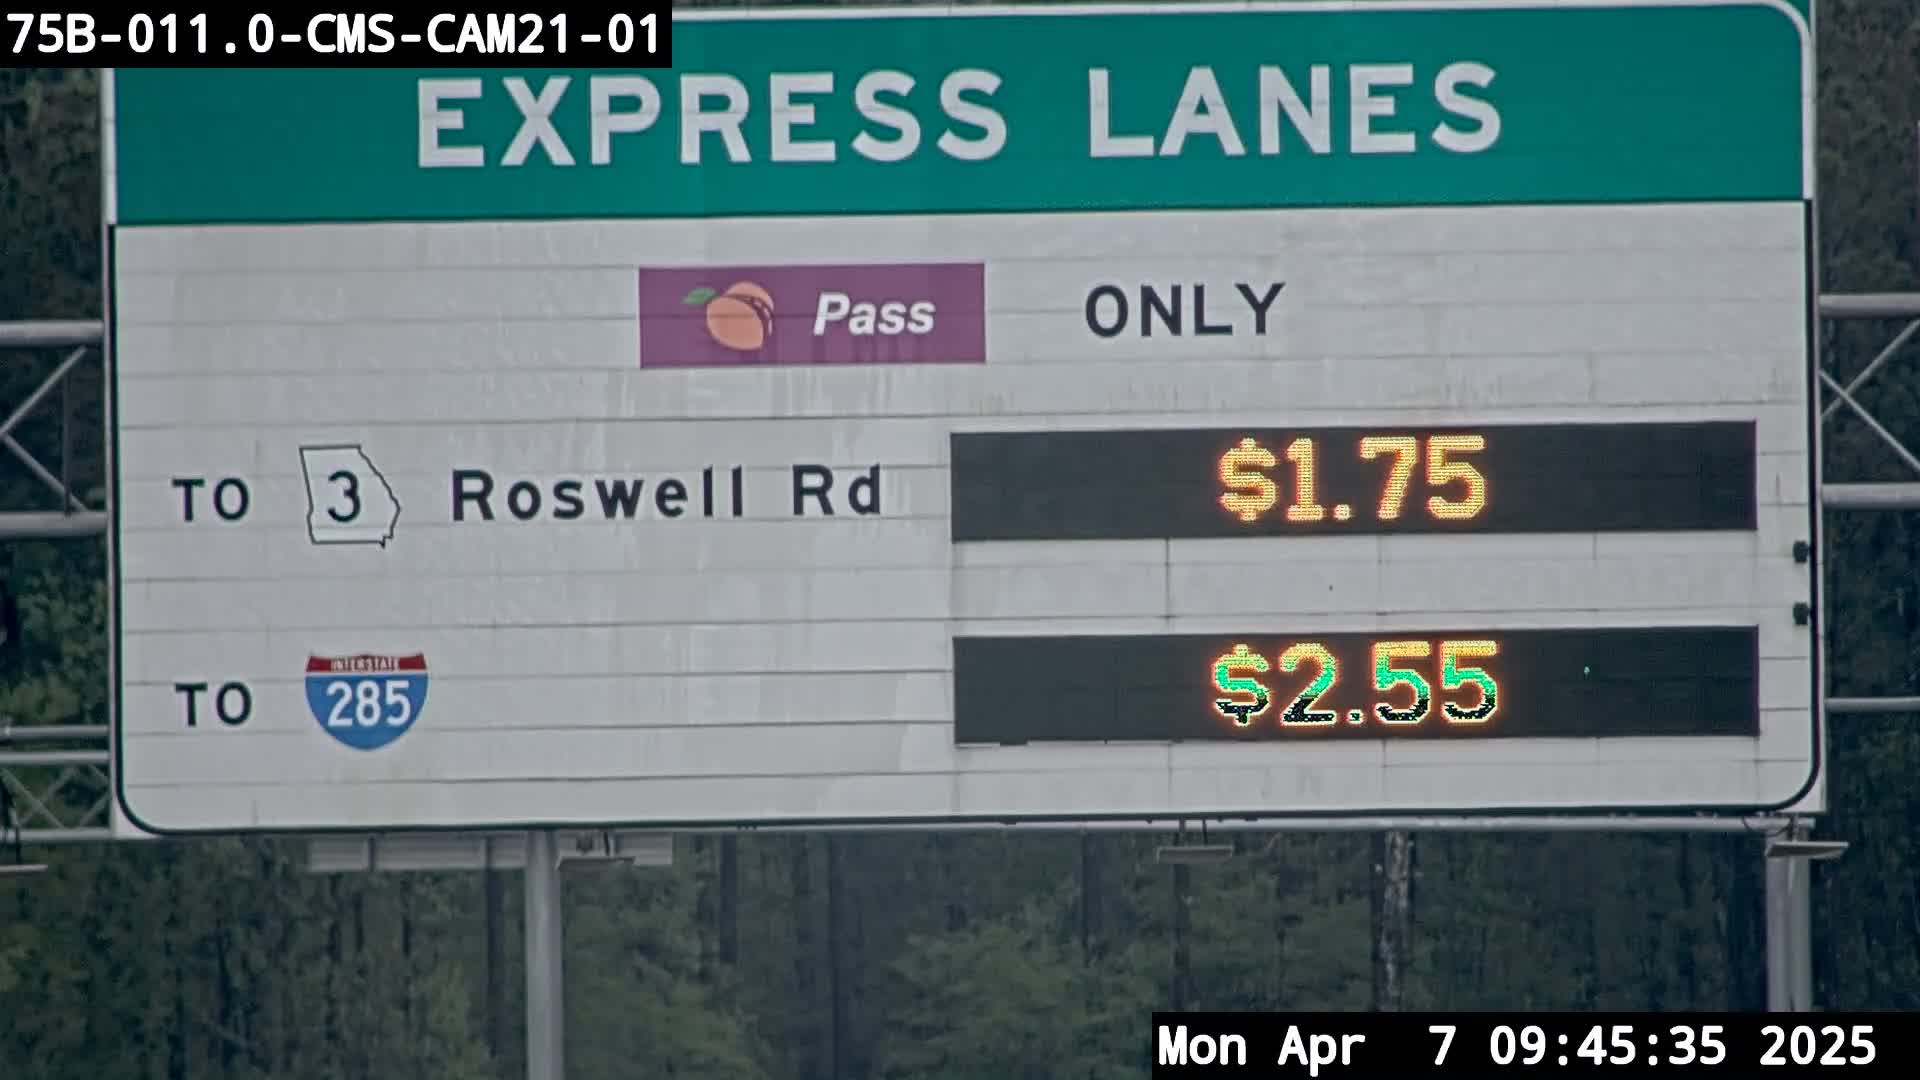 75B-011.0-CMS-CAM21-01
EXPRESS LANES
Pass ONLY
TO 3 Roswell Rd $1.75
INTERSTATE
TO 285 $2.55
Mon Apr 7 09:45:35 2025